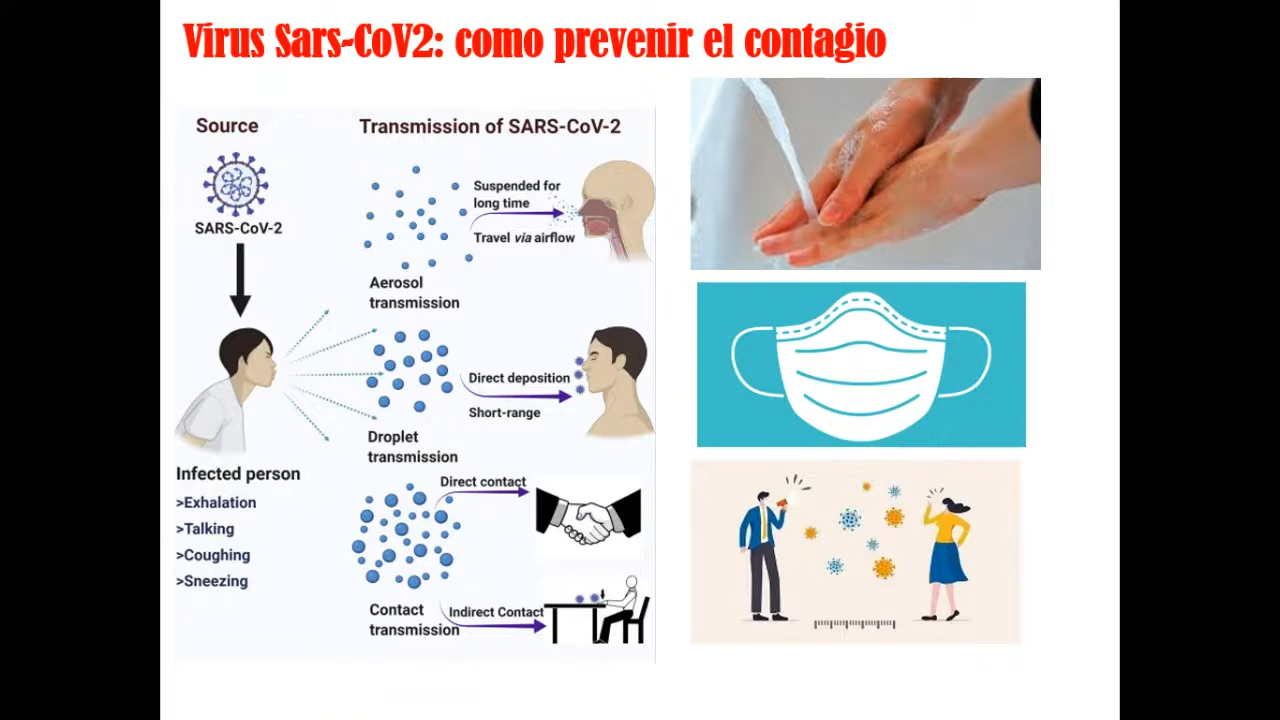 Virus Sars-CoV2: como prevenir el contagio
Source
Transmission of SARS-CoV-2
SARS-CoV-2
Suspended for
long time
Travel via airflow
Aerosol
transmission
Direct deposition
Short-range
Droplet
transmission
Infected person
>Exhalation
>Talking
>Coughing
>Sneezing
Direct contact
Contact
transmission
Indirect Contact